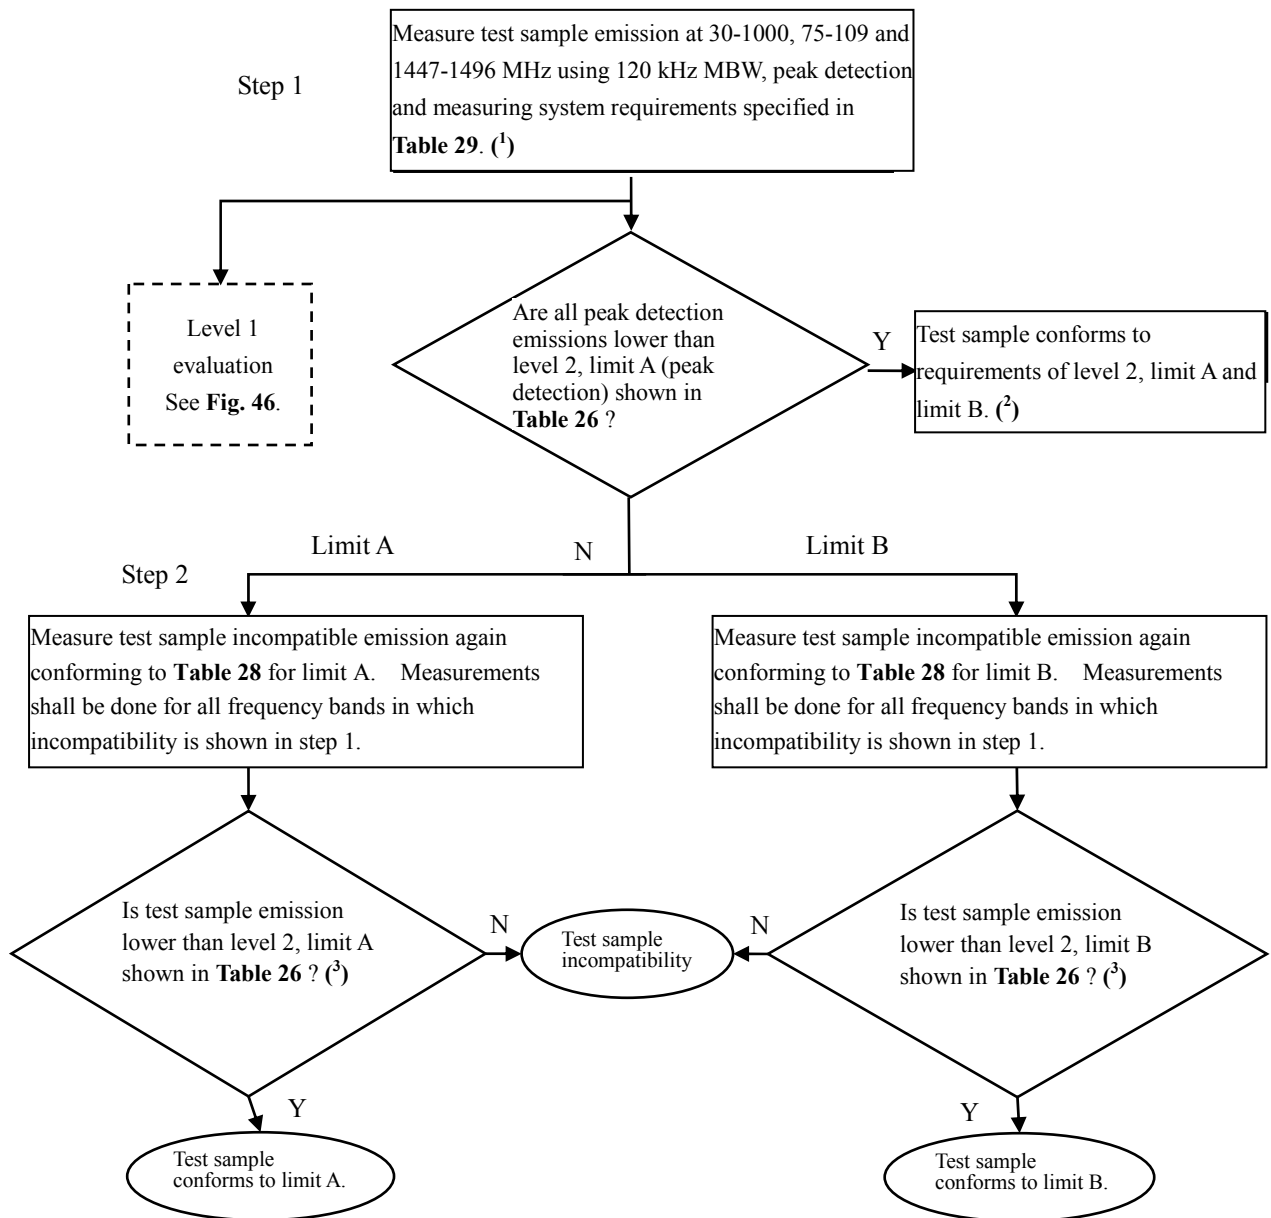 Measure test sample emission at 30-1000, 75-109 and
1447-1496 MHz using 120 kHz MBW, peak detection
and measuring system requirements specified in
Table 29. (¹)
Step 1
Level 1
evaluation
See Fig. 46.
Are all peak detection
emissions lower than
level 2, limit A (peak
detection) shown in
Table 26 ?
Y
Test sample conforms to
requirements of level 2, limit A and
limit B. (²)
Limit A
N
Limit B
Step 2
Measure test sample incompatible emission again
conforming to Table 28 for limit A. Measurements
shall be done for all frequency bands in which
incompatibility is shown in step 1.
Measure test sample incompatible emission again
conforming to Table 28 for limit B. Measurements
shall be done for all frequency bands in which
incompatibility is shown in step 1.
Is test sample emission
lower than level 2, limit A
shown in Table 26 ? (³)
N
Test sample
incompatibility
N
Is test sample emission
lower than level 2, limit B
shown in Table 26 ? (³)
Y
Test sample
conforms to limit A.
Y
Test sample
conforms to limit B.